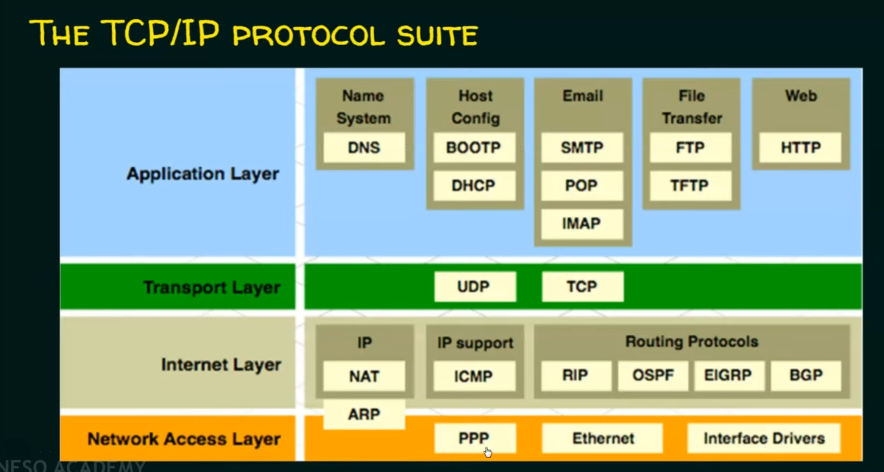 THE TCP/IP PROTOCOL SUITE
Application Layer
Name
System
DNS
Host
Config
BOOTP
DHCP
Email
SMTP
POP
IMAP
File
Transfer
FTP
TFTP
Web
HTTP
Transport Layer
UDP
TCP
Internet Layer
IP
NAT
ARP
IP support
ICMP
Routing Protocols
RIP
OSPF
EIGRP
BGP
Network Access Layer
PPP
Ethernet
Interface Drivers
NESO ACADEMY